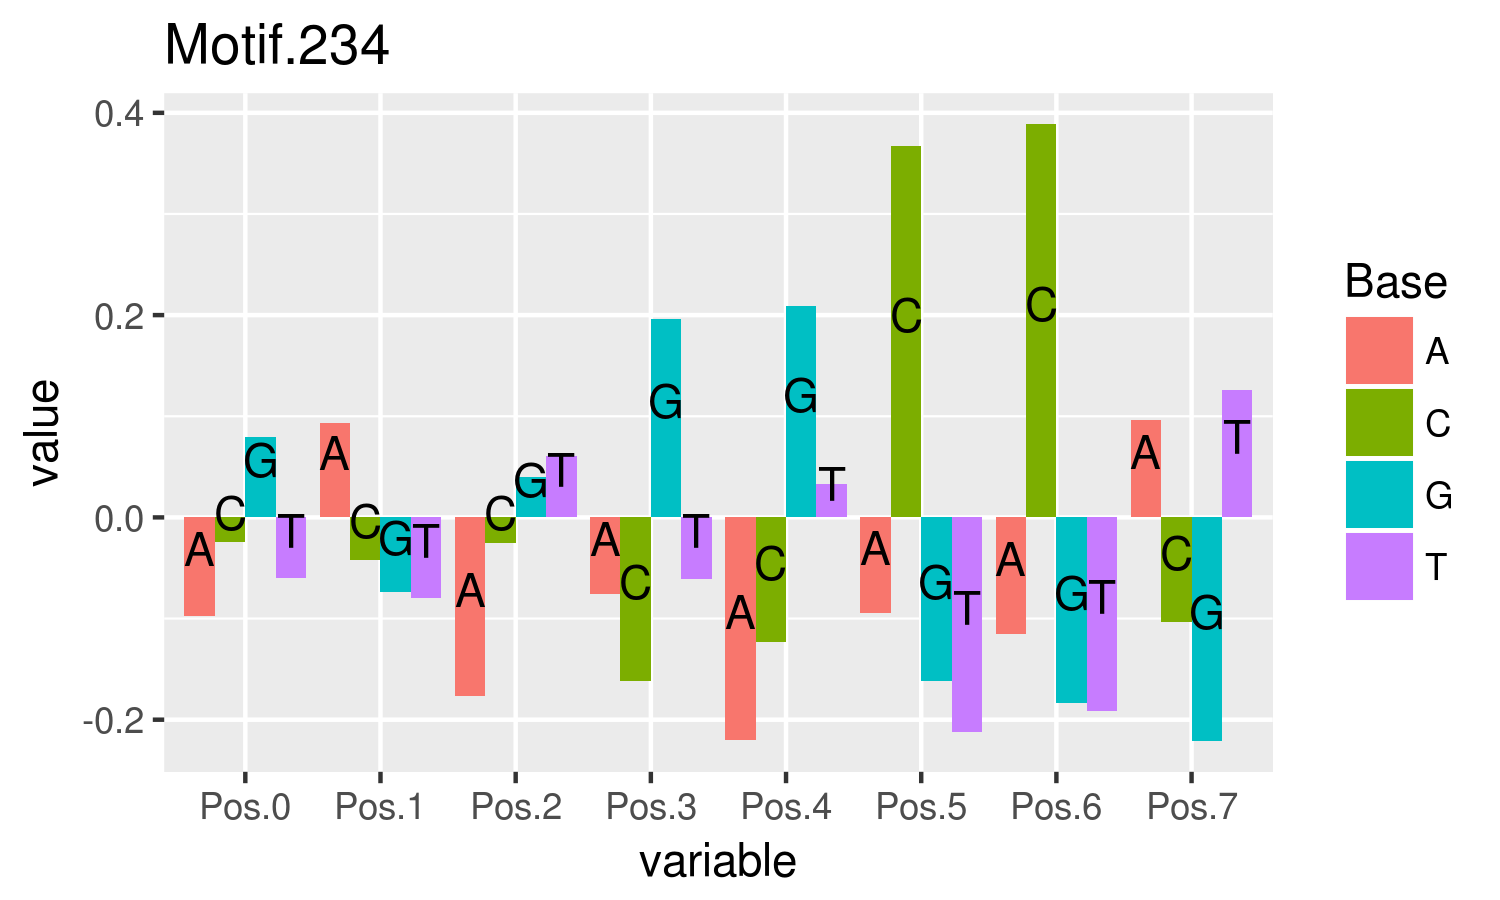 Motif.234
0.4
0.2
0.0
-0.2
value
A C G T
A C G T
A C G T
A C G T
A C G T
A C G T
A C G T
A C G T
Pos.0 Pos.1 Pos.2 Pos.3 Pos.4 Pos.5 Pos.6 Pos.7
variable
Base
A
C
G
T